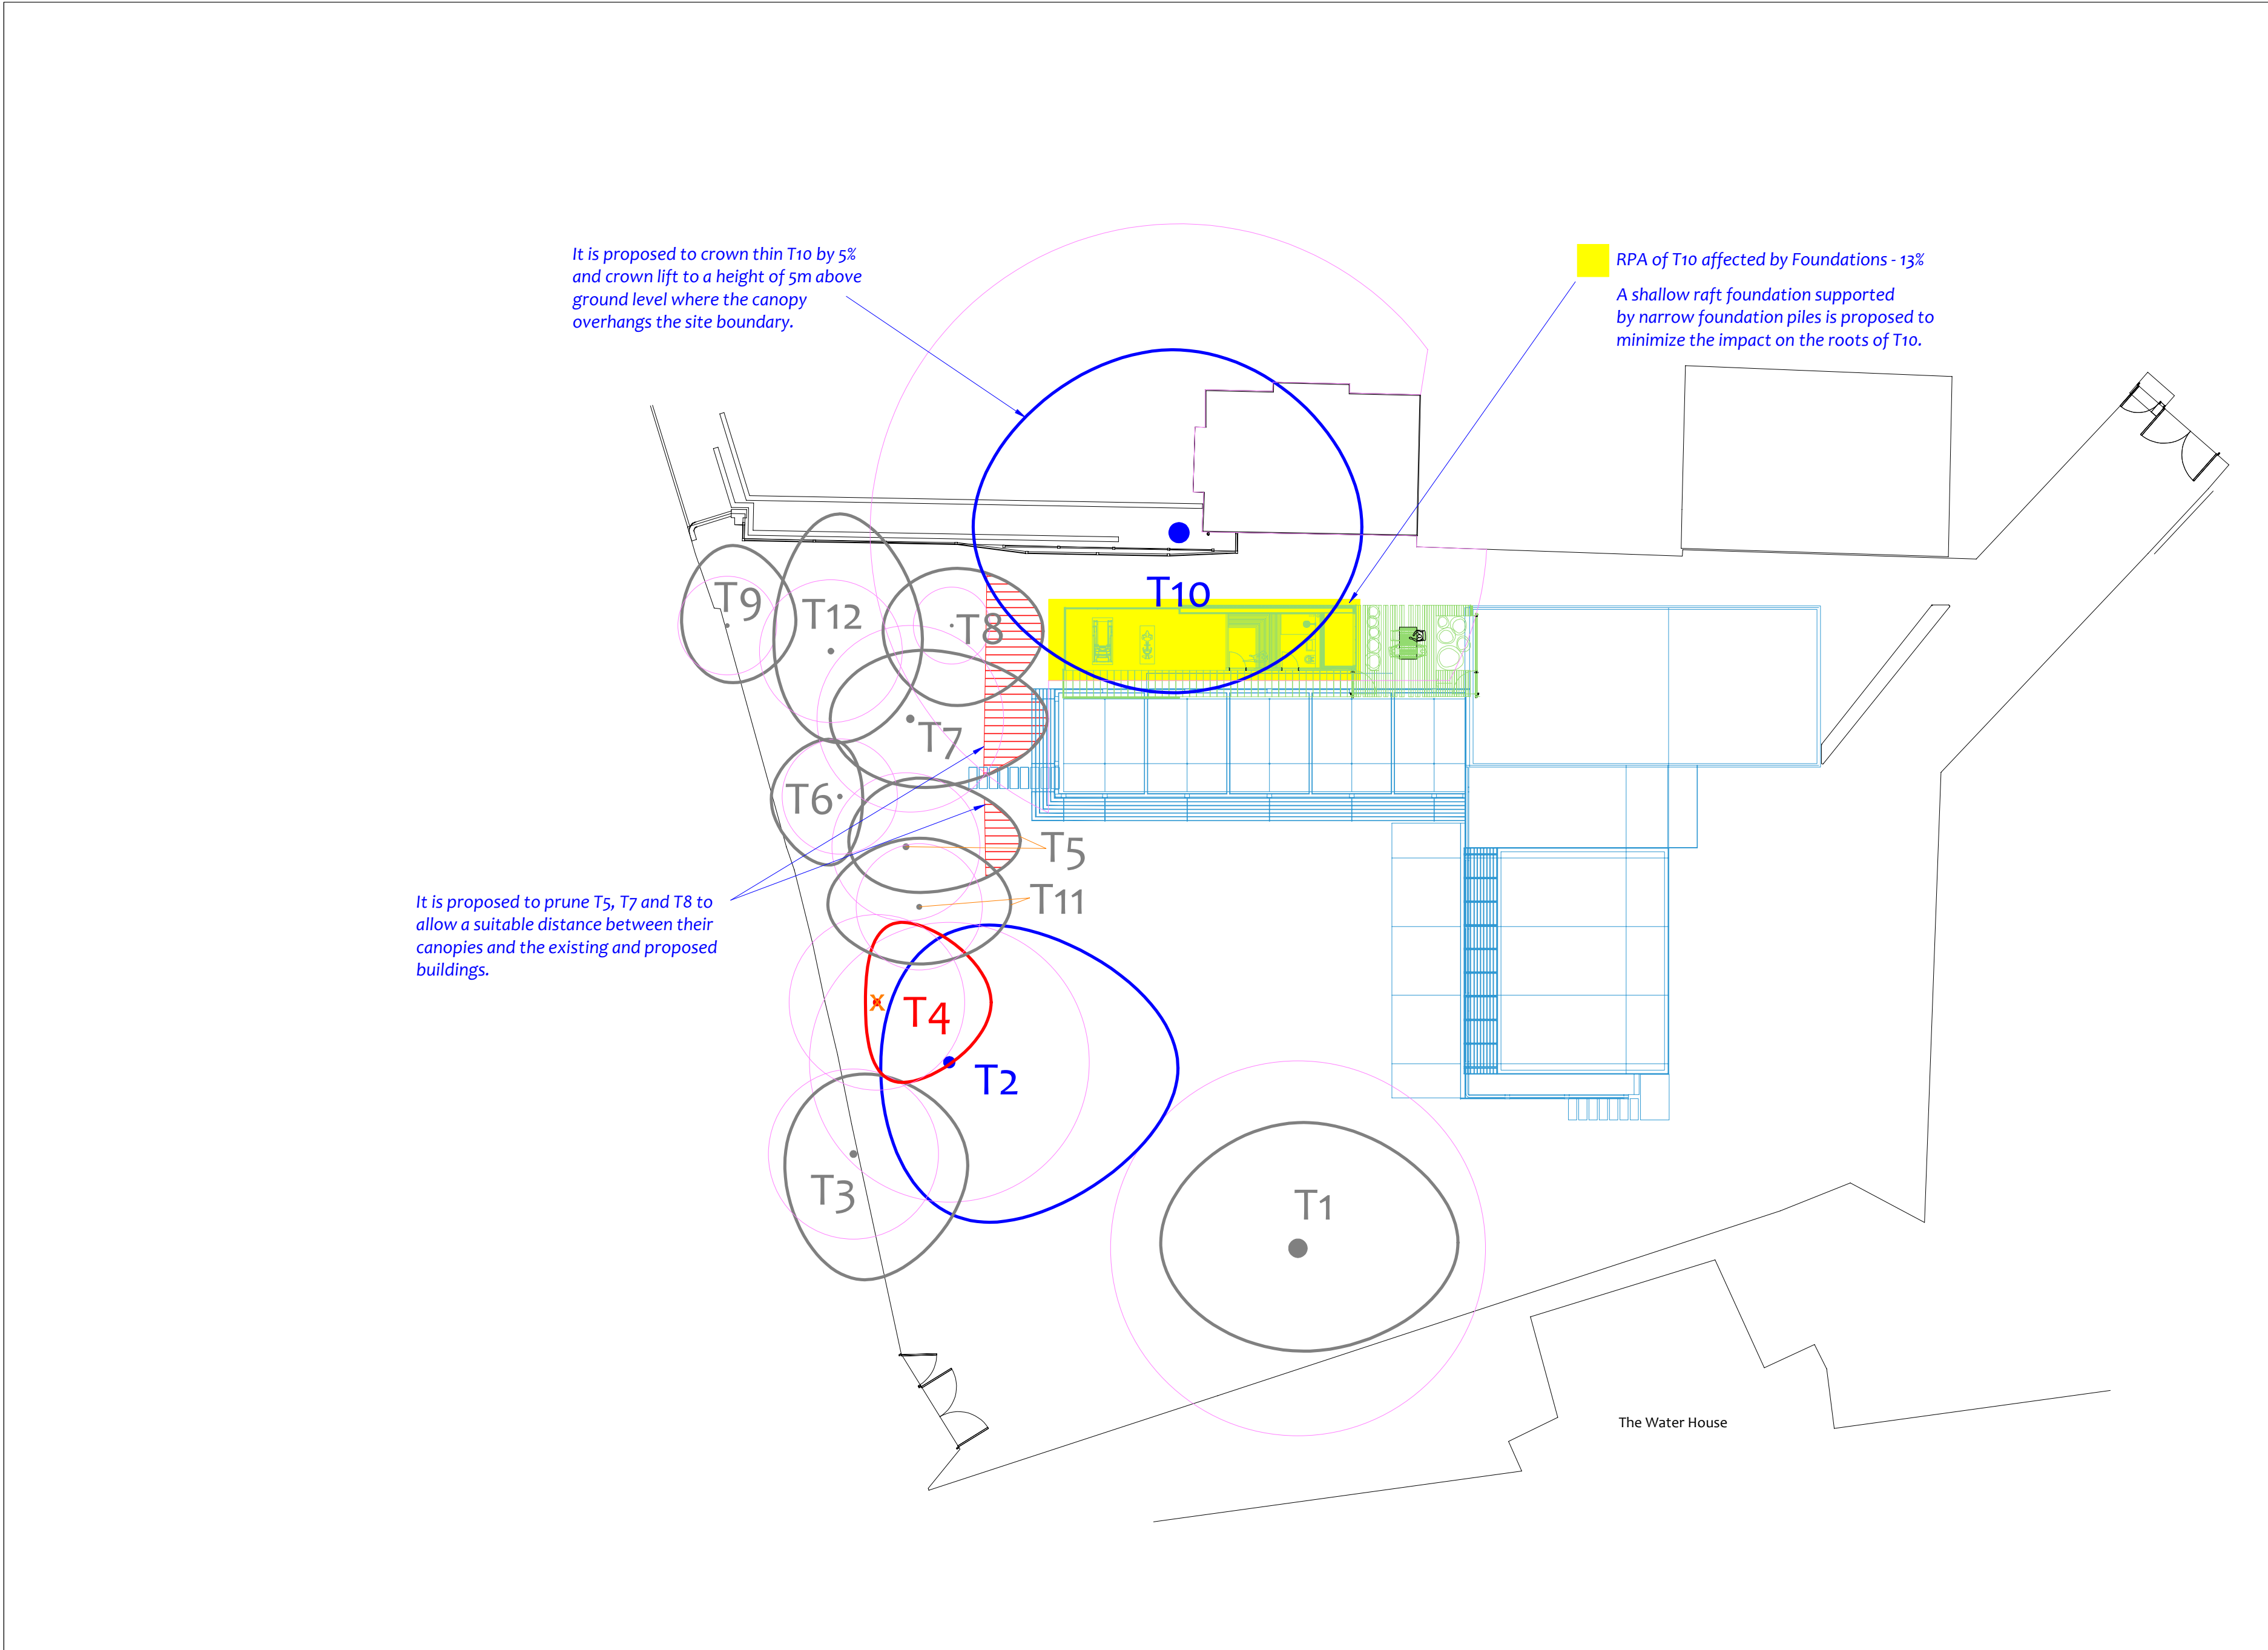 It is proposed to crown thin T10 by 5%
and crown lift to a height of 5m above
ground level where the canopy
overhangs the site boundary.
RPA of T10 affected by Foundations - 13%
A shallow raft foundation supported
by narrow foundation piles is proposed to
minimize the impact on the roots of T10.
T10
T9
T12
T8
T7
T6
T5
T11
It is proposed to prune T5, T7 and T8 to
allow a suitable distance between their
canopies and the existing and proposed
buildings.
T4
T2
T3
T1
The Water House